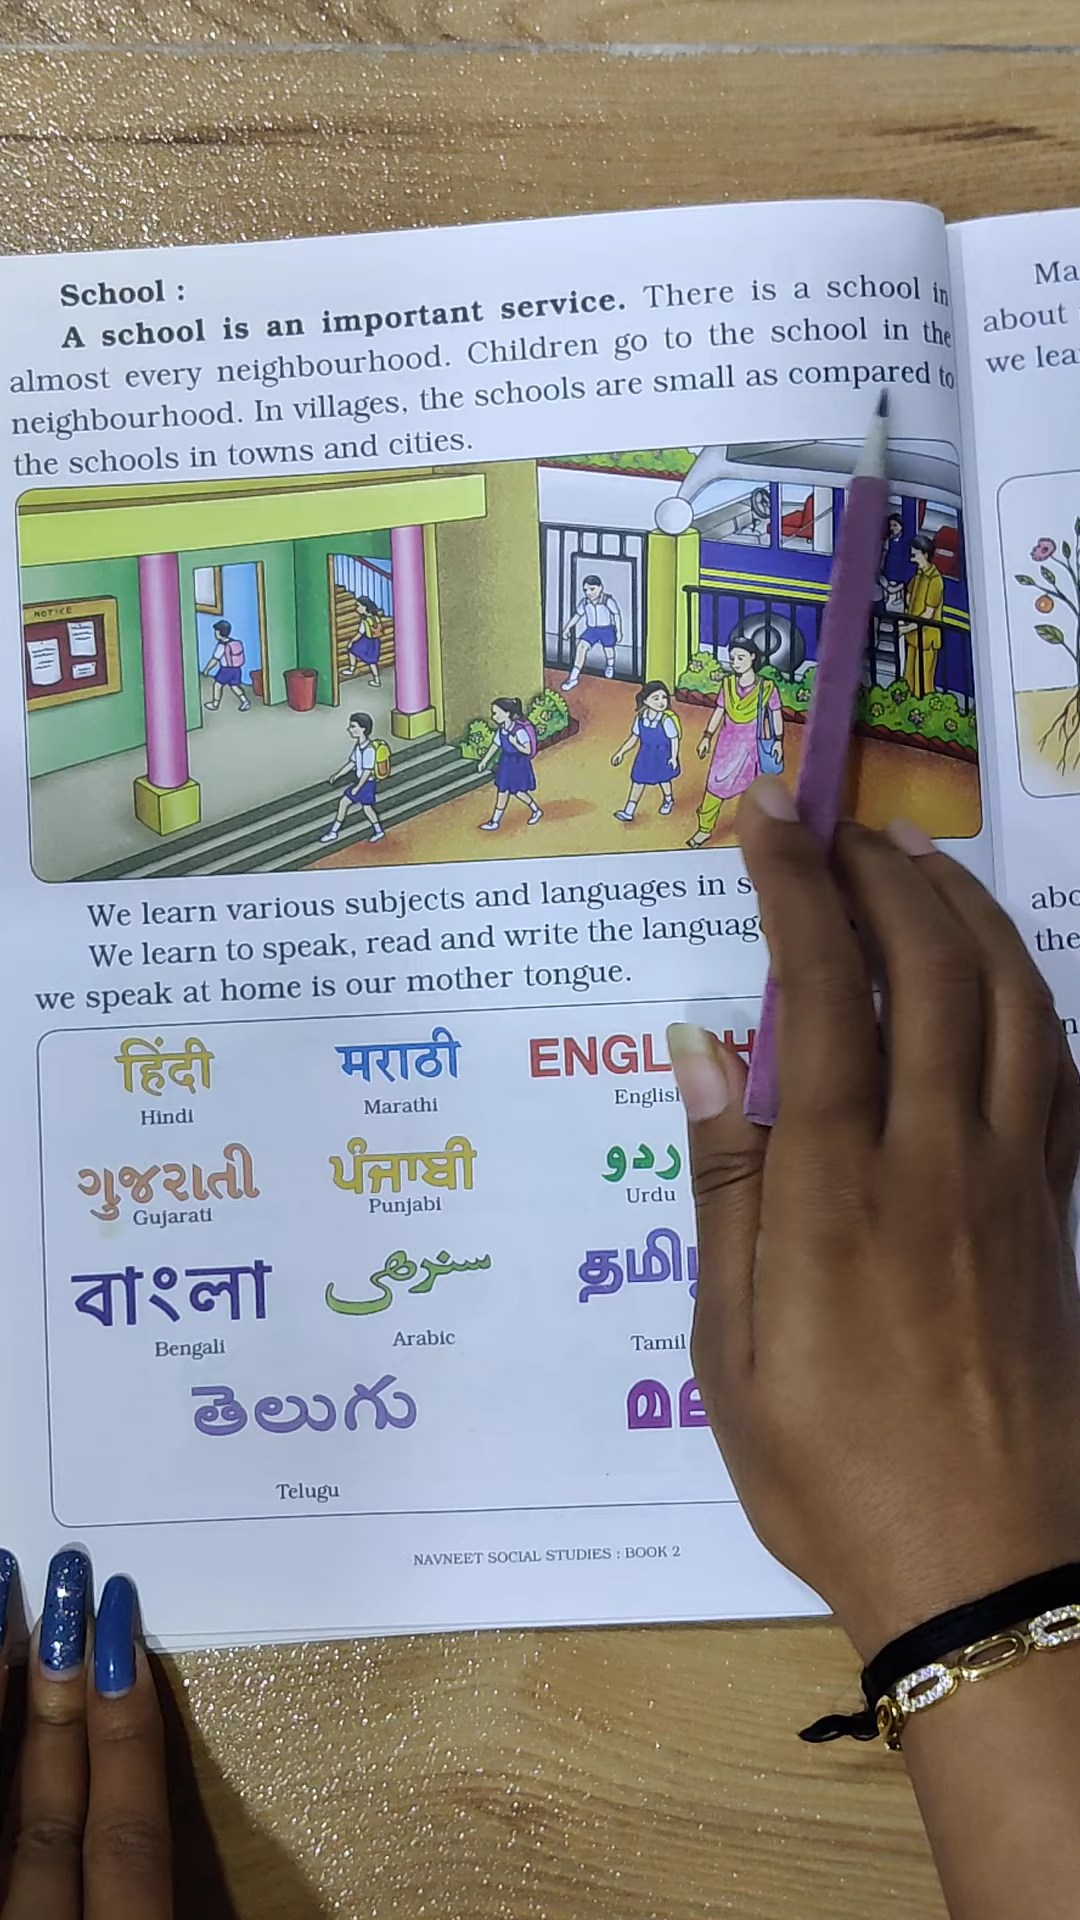 School :
A school is an important service. There is a school in
almost every neighbourhood. Children go to the school in the
neighbourhood. In villages, the schools are small as compared to
the schools in towns and cities.
NOTICE
We learn various subjects and languages in
We learn to speak, read and write the
we speak at home is our mother tongue.
हिंदी मराठी
Hindi Marathi English
ગુજરાતી ਪੰਜਾਬੀ اردو
Gujarati Punjabi Urdu
বাংলা سنڌي
Bengali Arabic Tamil
తెలుగు
Telugu
NAVNEET SOCIAL STUDIES : BOOK 2
Ma
about
we lea
abo
the